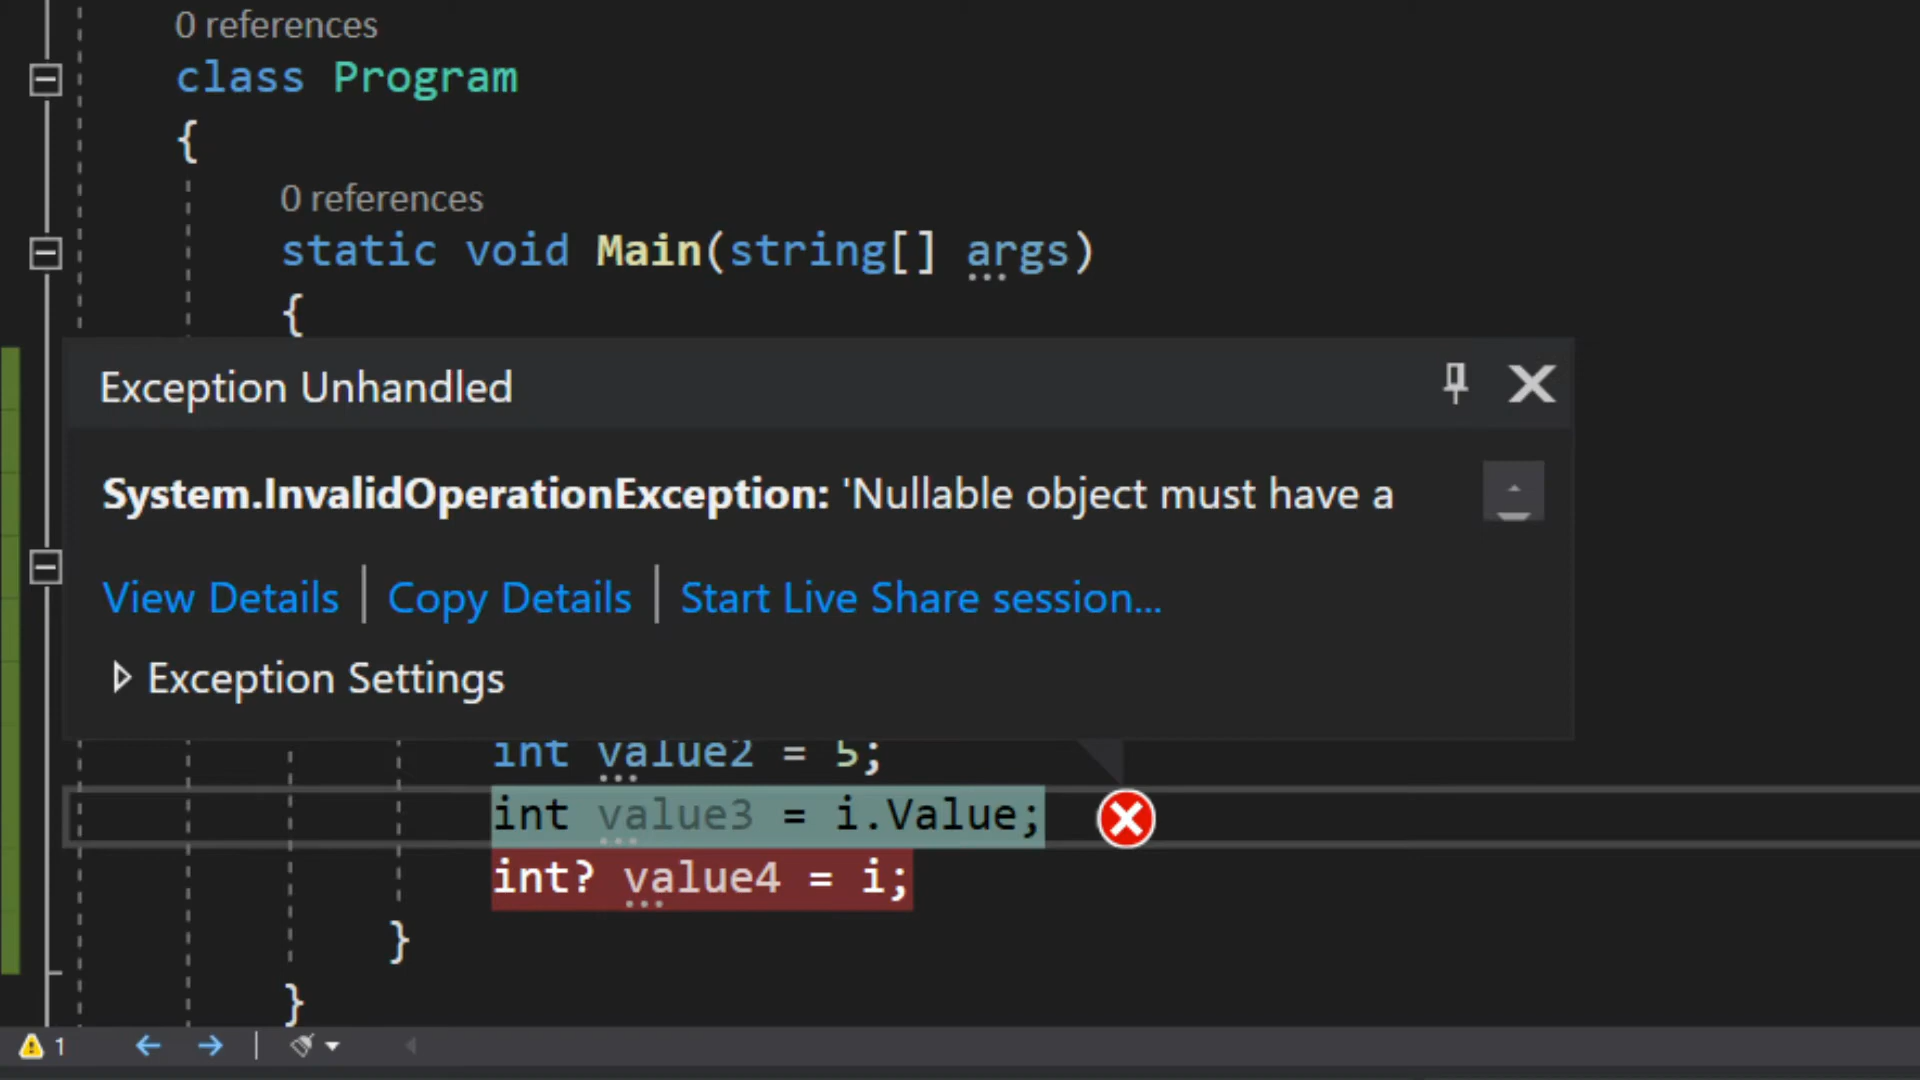 0 references
class Program
{
0 references
static void Main(string[] args)
{
Exception Unhandled
System.InvalidOperationException: 'Nullable object must have a
View Details | Copy Details | Start Live Share session...
Exception Settings
int value2 = 5;
int value3 = i.Value;
int? value4 = i;
}
}
1